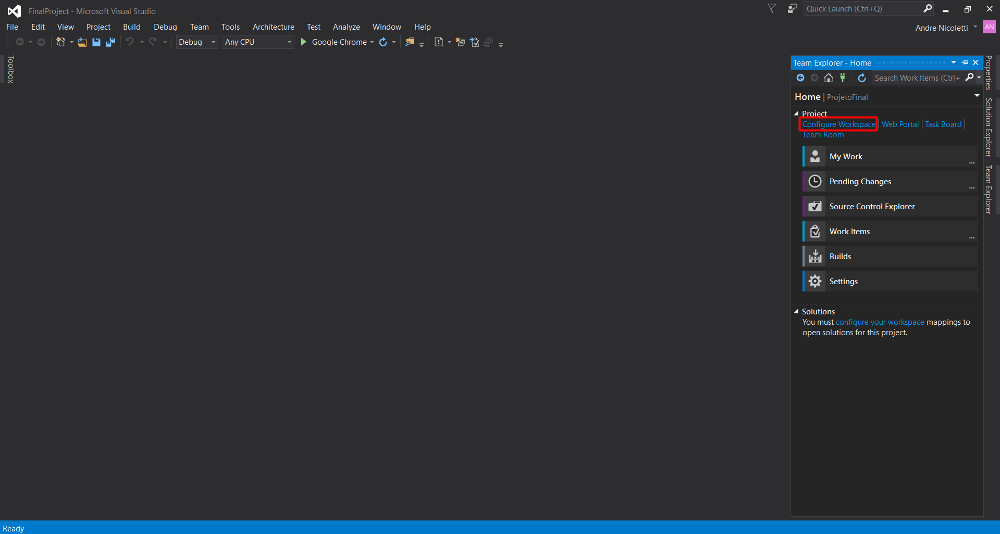 FinalProject - Microsoft Visual Studio
Quick Launch (Ctrl+Q)
File Edit View Project Build Debug Team Tools Architecture Test Analyze Window Help
Andre Nicoletti AN
Debug Any CPU Google Chrome
Toolbox
Team Explorer - Home
Search Work Items (Ctrl+
Home | ProjetoFinal
Project
Configure Workspace | Web Portal | Task Board |
Team Room
My Work ...
Pending Changes ...
Source Control Explorer
Work Items ...
Builds
Settings
Solutions
You must configure your workspace mappings to
open solutions for this project.
Properties
Solution Explorer
Team Explorer
Ready